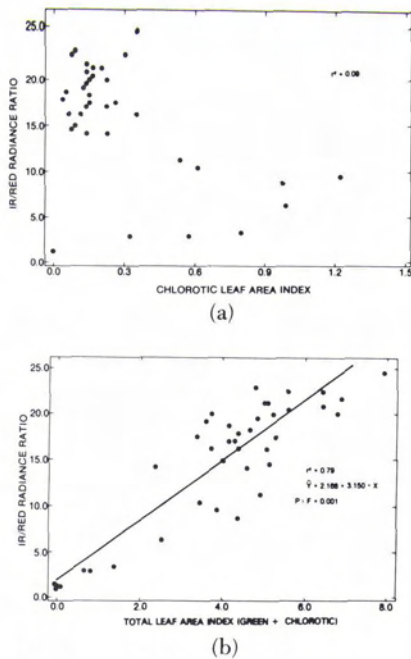 25.0
20.0
15.0
10.0
5.0
0.0
IR/RED RADIANCE RATIO
r² = 0.09
0.0 0.3 0.6 0.9 1.2 1.5
CHLOROTIC LEAF AREA INDEX
(a)
25.0
20.0
15.0
10.0
5.0
0.0
IR/RED RADIANCE RATIO
r² = 0.79
Ŷ = 2.188 + 3.150 · X
P > F = 0.001
0.0 2.0 4.0 6.0 8.0
TOTAL LEAF AREA INDEX (GREEN + CHLOROTIC)
(b)